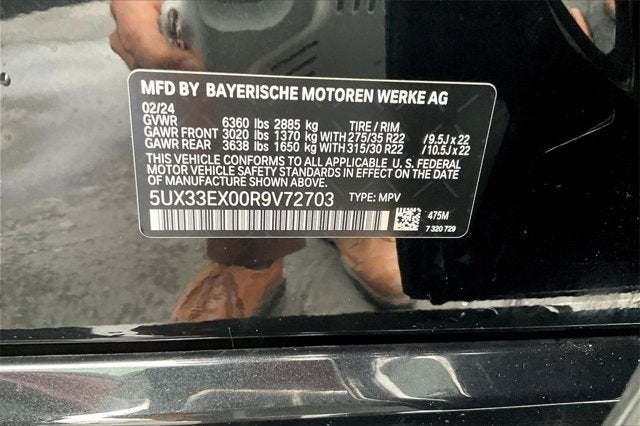 MFD BY BAYERISCHE MOTOREN WERKE AG
02/24
GVWR 6360 lbs 2885 kg TIRE / RIM
GAWR FRONT 3020 lbs 1370 kg WITH 275/35 R22 / 9.5J x 22
GAWR REAR 3638 lbs 1650 kg WITH 315/30 R22 / 10.5J x 22
THIS VEHICLE CONFORMS TO ALL APPLICABLE U. S. FEDERAL
MOTOR VEHICLE SAFETY STANDARDS IN EFFECT ON THE DATE
OF MANUFACTURE SHOWN ABOVE.
5UX33EX00R9V72703 TYPE: MPV
475M
7 320 729